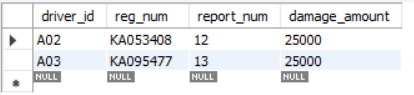 driver_id reg_num report_num damage_amount
A02 KA053408 12 25000
A03 KA095477 13 25000
NULL NULL NULL NULL